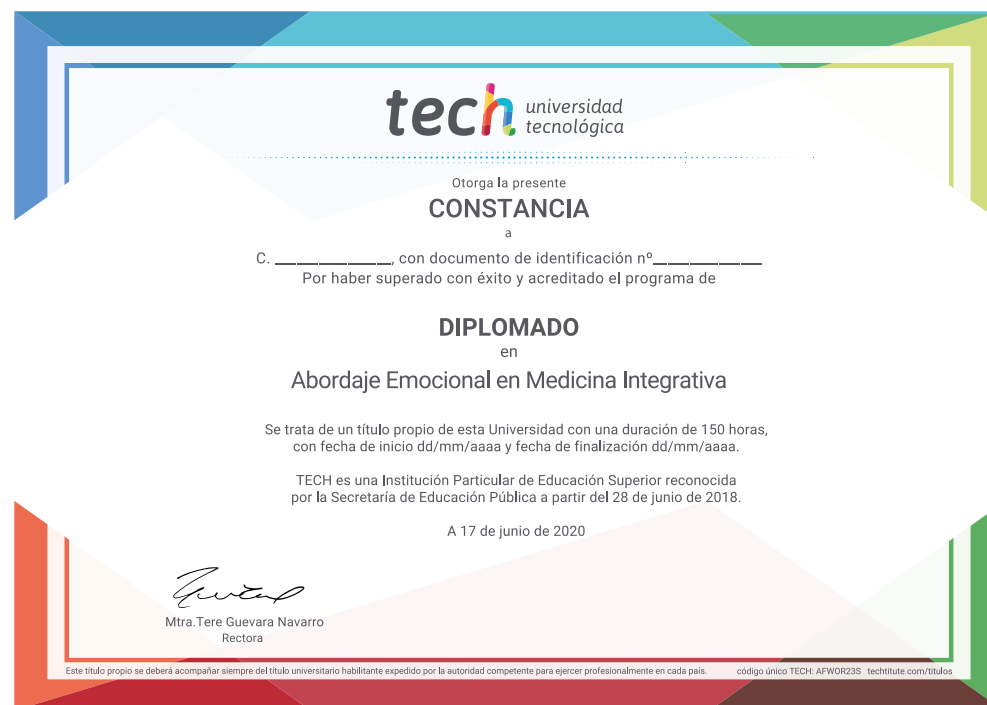 tech universidad
tecnológica
Otorga la presente
CONSTANCIA
a
C. ______________, con documento de identificación nº_____________
Por haber superado con éxito y acreditado el programa de
DIPLOMADO
en
Abordaje Emocional en Medicina Integrativa
Se trata de un título propio de esta Universidad con una duración de 150 horas,
con fecha de inicio dd/mm/aaaa y fecha de finalización dd/mm/aaaa.
TECH es una Institución Particular de Educación Superior reconocida
por la Secretaría de Educación Pública a partir del 28 de junio de 2018.
A 17 de junio de 2020
Mtra.Tere Guevara Navarro
Rectora
Este título propio se deberá acompañar siempre del título universitario habilitante expedido por la autoridad competente para ejercer profesionalmente en cada país. código único TECH: AFWOR23S techtitute.com/titulos